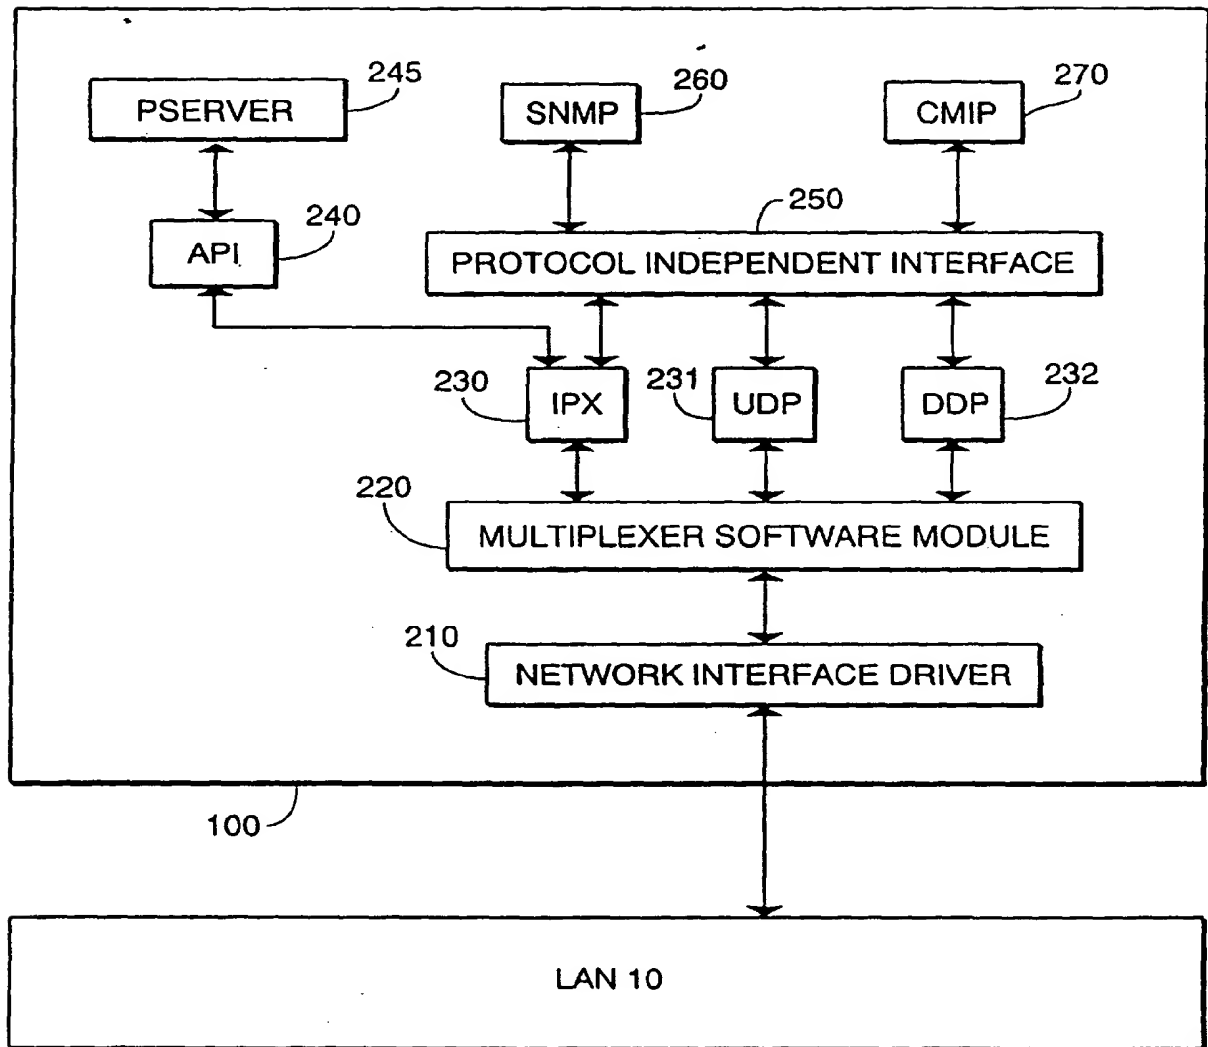 245
260
270
PSERVER
SNMP
CMIP
240
250
API
PROTOCOL INDEPENDENT INTERFACE
230
231
232
IPX
UDP
DDP
220
MULTIPLEXER SOFTWARE MODULE
210
NETWORK INTERFACE DRIVER
100
LAN 10